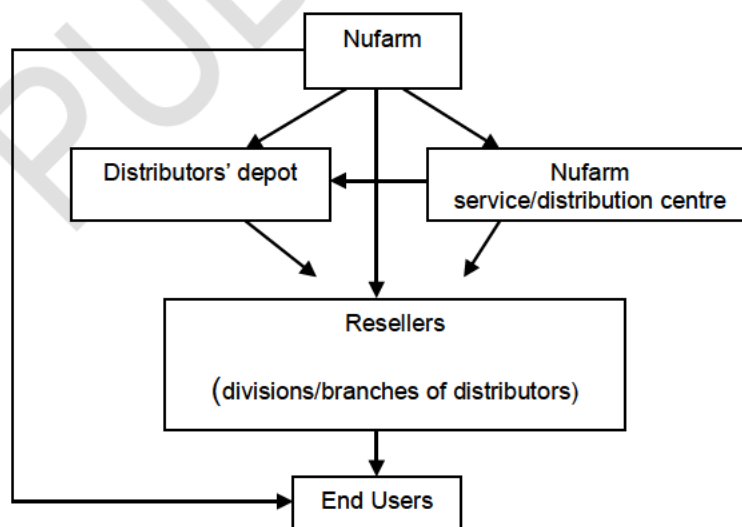 Nufarm
Distributors’ depot
Nufarm
service/distribution centre
Resellers
(divisions/branches of distributors)
End Users